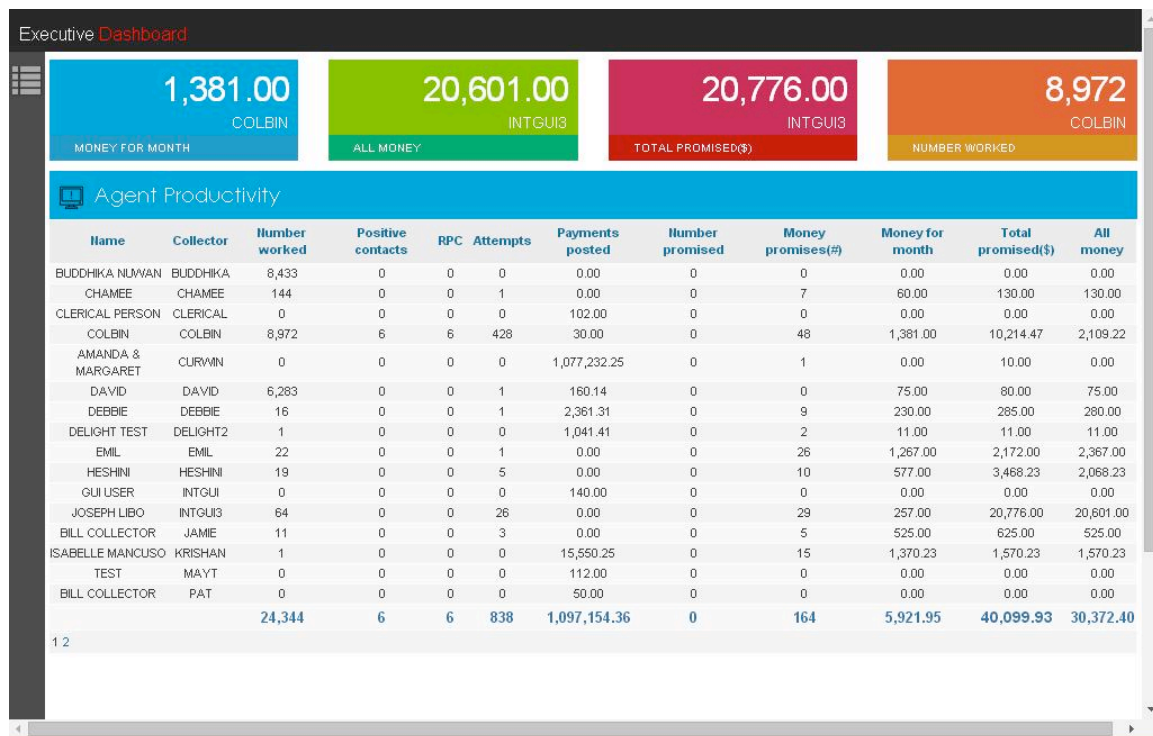 Executive Dashboard
1,381.00 20,601.00 20,776.00 8,972
COLBIN INTGUI3 INTGUI3 COLBIN
MONEY FOR MONTH ALL MONEY TOTAL PROMISED($) NUMBER WORKED
Agent Productivity
Name Collector Number worked Positive contacts RPC Attempts Payments posted Number promised Money promises(#) Money for month Total promised($) All money
BUDDHIKA NUWAN BUDDHIKA 8,433 0 0 0 0.00 0 0 0.00 0.00 0.00
CHAMEE CHAMEE 144 0 0 1 0.00 0 7 60.00 130.00 130.00
CLERICAL PERSON CLERICAL 0 0 0 0 102.00 0 0 0.00 0.00 0.00
COLBIN COLBIN 8,972 6 6 428 30.00 0 48 1,381.00 10,214.47 2,109.22
AMANDA & MARGARET CURWIN 0 0 0 0 1,077,232.25 0 1 0.00 10.00 0.00
DAVID DAVID 6,283 0 0 1 160.14 0 0 75.00 80.00 75.00
DEBBIE DEBBIE 16 0 0 1 2,361.31 0 9 230.00 285.00 280.00
DELIGHT TEST DELIGHT2 1 0 0 0 1,041.41 0 2 11.00 11.00 11.00
EMIL EMIL 22 0 0 1 0.00 0 26 1,267.00 2,172.00 2,367.00
HESHINI HESHINI 19 0 0 5 0.00 0 10 577.00 3,468.23 2,068.23
GUI USER INTGUI 0 0 0 0 140.00 0 0 0.00 0.00 0.00
JOSEPH LIBO INTGUI3 64 0 0 26 0.00 0 29 257.00 20,776.00 20,601.00
BILL COLLECTOR JAMIE 11 0 0 3 0.00 0 5 525.00 625.00 525.00
ISABELLE MANCUSO KRISHAN 1 0 0 0 15,550.25 0 15 1,370.23 1,570.23 1,570.23
TEST MAYT 0 0 0 0 112.00 0 0 0.00 0.00 0.00
BILL COLLECTOR PAT 0 0 0 0 50.00 0 0 0.00 0.00 0.00
24,344 6 6 838 1,097,154.36 0 164 5,921.95 40,099.93 30,372.40
1 2